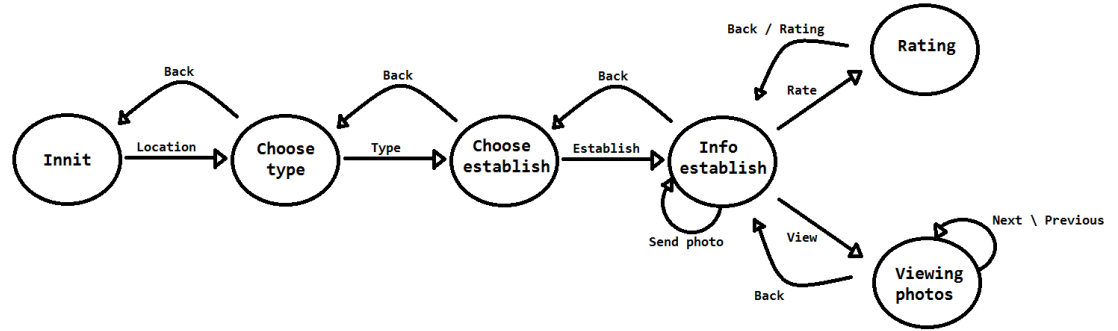 Back / Rating
Rating
Back
Back
Back
Rate
Innit
Location
Choose
type
Type
Choose
establish
Establish
Info
establish
Send photo
View
Next \ Previous
Back
Viewing
photos